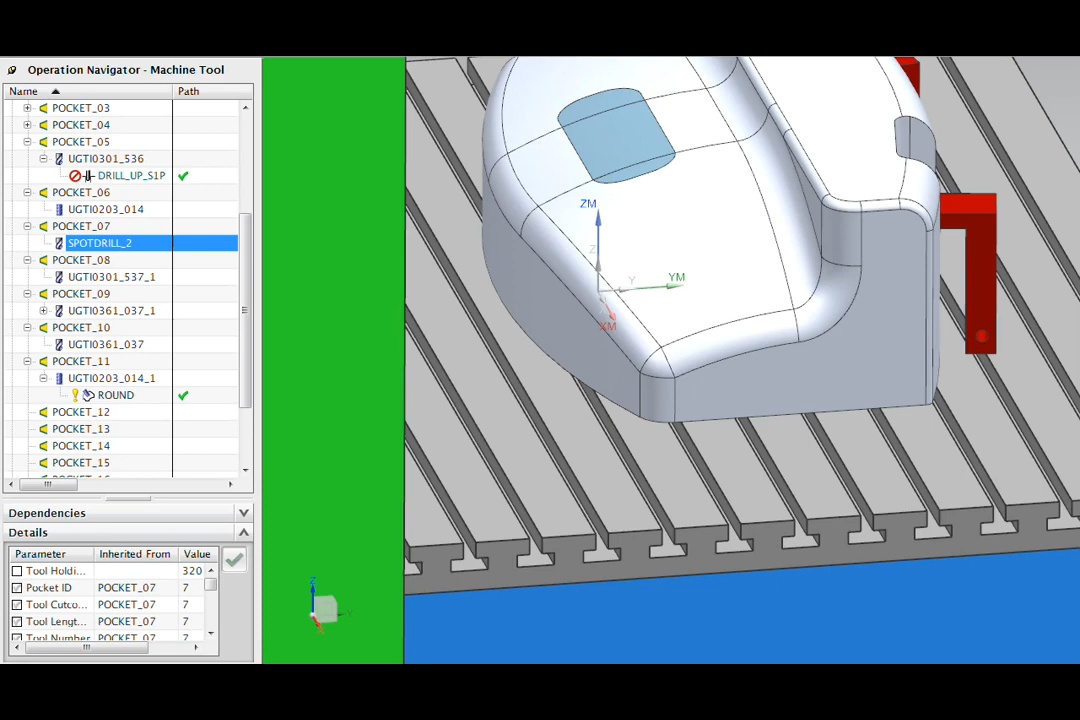 Operation Navigator - Machine Tool
Name Path
POCKET_03
POCKET_04
POCKET_05
UGTI0301_536
DRILL_UP_S1P
POCKET_06
UGTI0203_014
POCKET_07
SPOTDRILL_2
POCKET_08
UGTI0301_537_1
POCKET_09
UGTI0361_037_1
POCKET_10
UGTI0361_037
POCKET_11
UGTI0203_014_1
ROUND
POCKET_12
POCKET_13
POCKET_14
POCKET_15
Dependencies
Details
Parameter Inherited From Value
Tool Holdi... 320
Pocket ID POCKET_07 7
Tool Cutco... POCKET_07 7
Tool Lengt... POCKET_07 7
Tool Number POCKET_07 7
ZM
Z
YM
Y
XM
Z
Y
X